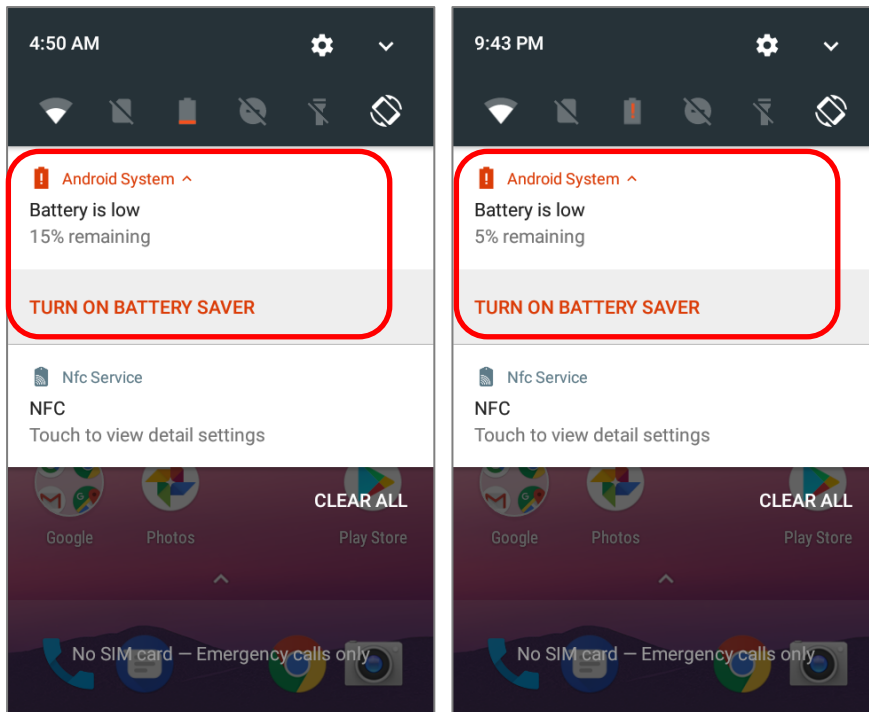 4:50 AM
Android System
Battery is low
15% remaining
TURN ON BATTERY SAVER
Nfc Service
NFC
Touch to view detail settings
CLEAR ALL
Google
Photos
Play Store
No SIM card — Emergency calls only
9:43 PM
Android System
Battery is low
5% remaining
TURN ON BATTERY SAVER
Nfc Service
NFC
Touch to view detail settings
CLEAR ALL
Google
Photos
Play Store
No SIM card — Emergency calls only